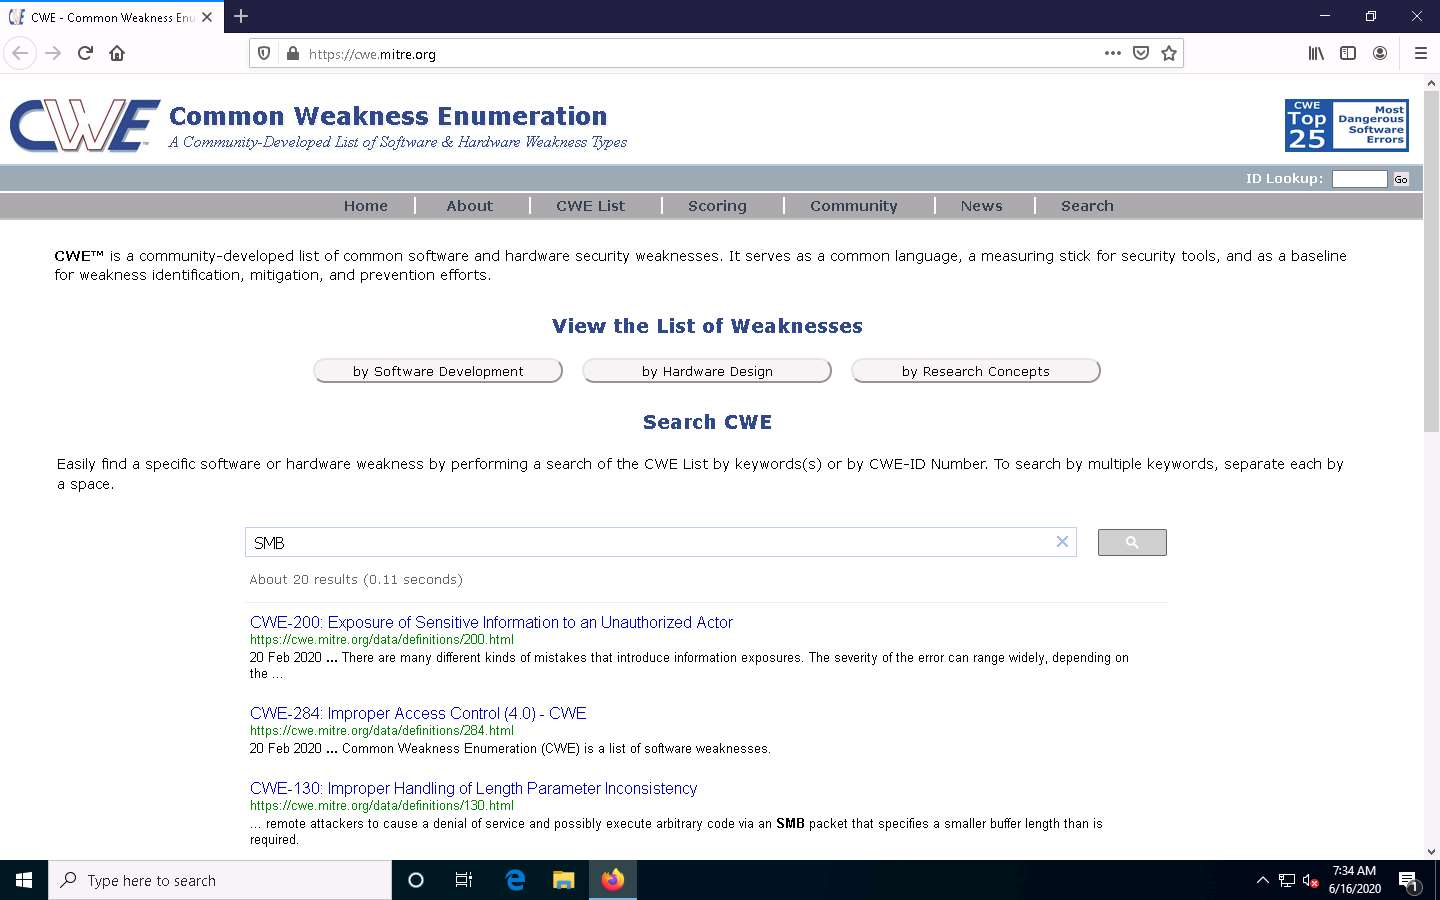 CWE - Common Weakness Enu
https://cwe.mitre.org
CWE
Common Weakness Enumeration
A Community-Developed List of Software & Hardware Weakness Types
CWE
Top
25
Most
Dangerous
Software
Errors
ID Lookup:
Go
Home
About
CWE List
Scoring
Community
News
Search
CWE™ is a community-developed list of common software and hardware security weaknesses. It serves as a common language, a measuring stick for security tools, and as a baseline
for weakness identification, mitigation, and prevention efforts.
View the List of Weaknesses
by Software Development
by Hardware Design
by Research Concepts
Search CWE
Easily find a specific software or hardware weakness by performing a search of the CWE List by keywords(s) or by CWE-ID Number. To search by multiple keywords, separate each by
a space.
SMB
About 20 results (0.11 seconds)
CWE-200: Exposure of Sensitive Information to an Unauthorized Actor
https://cwe.mitre.org/data/definitions/200.html
20 Feb 2020 ... There are many different kinds of mistakes that introduce information exposures. The severity of the error can range widely, depending on
the ...
CWE-284: Improper Access Control (4.0) - CWE
https://cwe.mitre.org/data/definitions/284.html
20 Feb 2020 ... Common Weakness Enumeration (CWE) is a list of software weaknesses.
CWE-130: Improper Handling of Length Parameter Inconsistency
https://cwe.mitre.org/data/definitions/130.html
... remote attackers to cause a denial of service and possibly execute arbitrary code via an SMB packet that specifies a smaller buffer length than is
required.
Type here to search
7:34 AM
6/16/2020
1